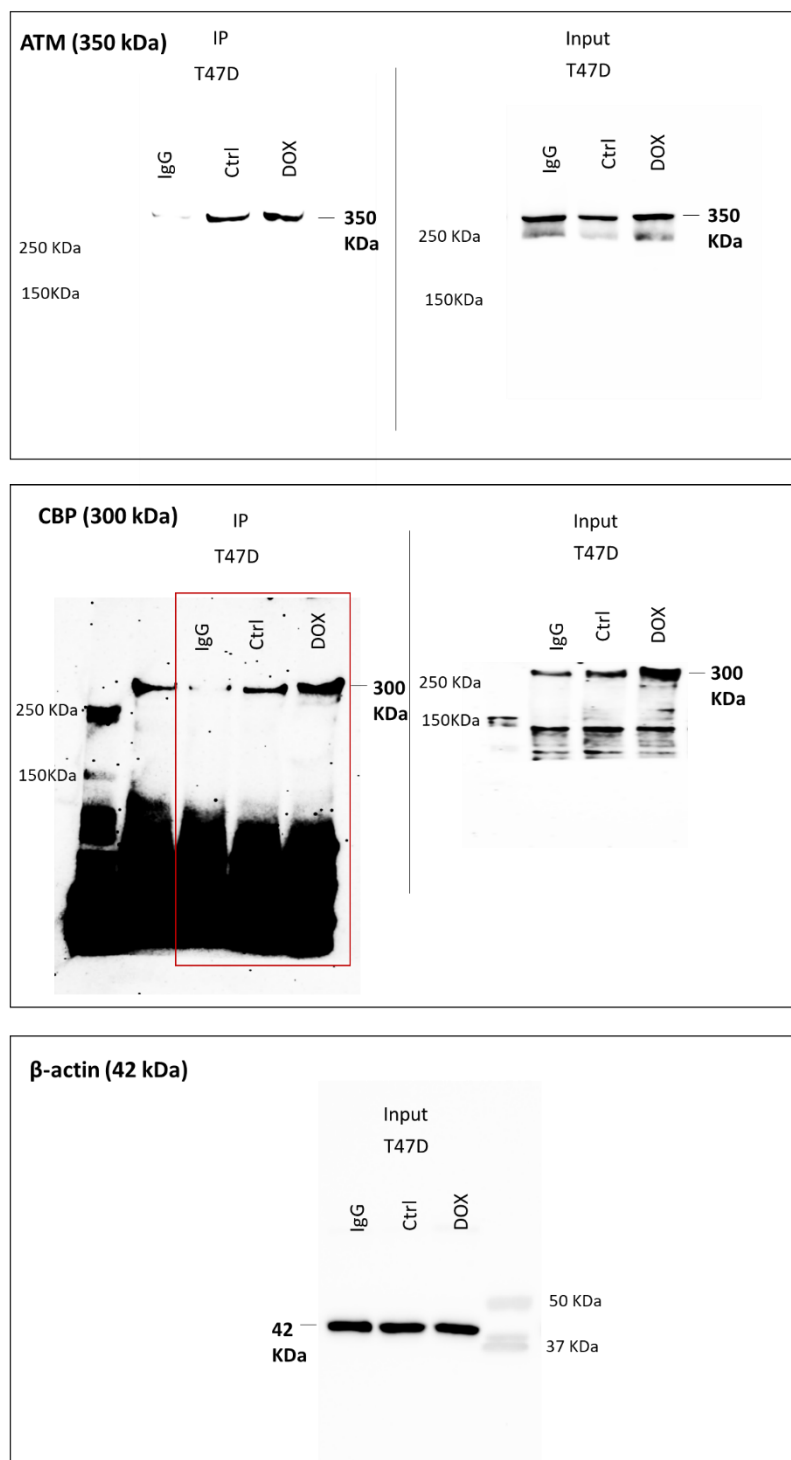 ATM (350 kDa)
IP
T47D
IgG
Ctrl
DOX
350
KDa
250 KDa
150KDa
Input
T47D
IgG
Ctrl
DOX
350
KDa
250 KDa
150KDa
CBP (300 kDa)
IP
T47D
IgG
Ctrl
DOX
300
KDa
250 KDa
150KDa
Input
T47D
IgG
Ctrl
DOX
300
KDa
250 KDa
150KDa
β-actin (42 kDa)
Input
T47D
IgG
Ctrl
DOX
50 KDa
42
KDa
37 KDa